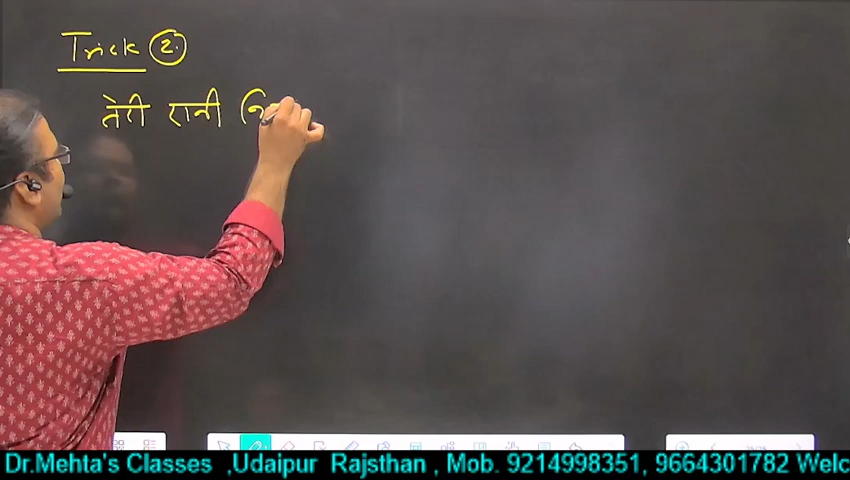 Trick 2.
तेरी रानी
Dr.Mehta's Classes ,Udaipur Rajsthan , Mob. 9214998351, 9664301782 Welc